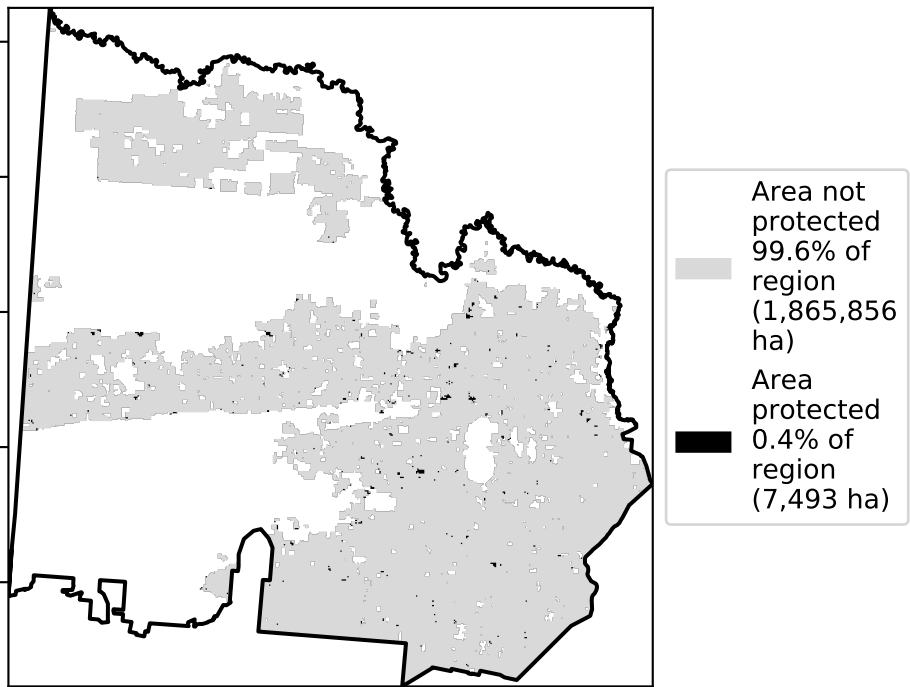 Area not
protected
99.6% of
region
(1,865,856
ha)
Area
protected
0.4% of
region
(7,493 ha)